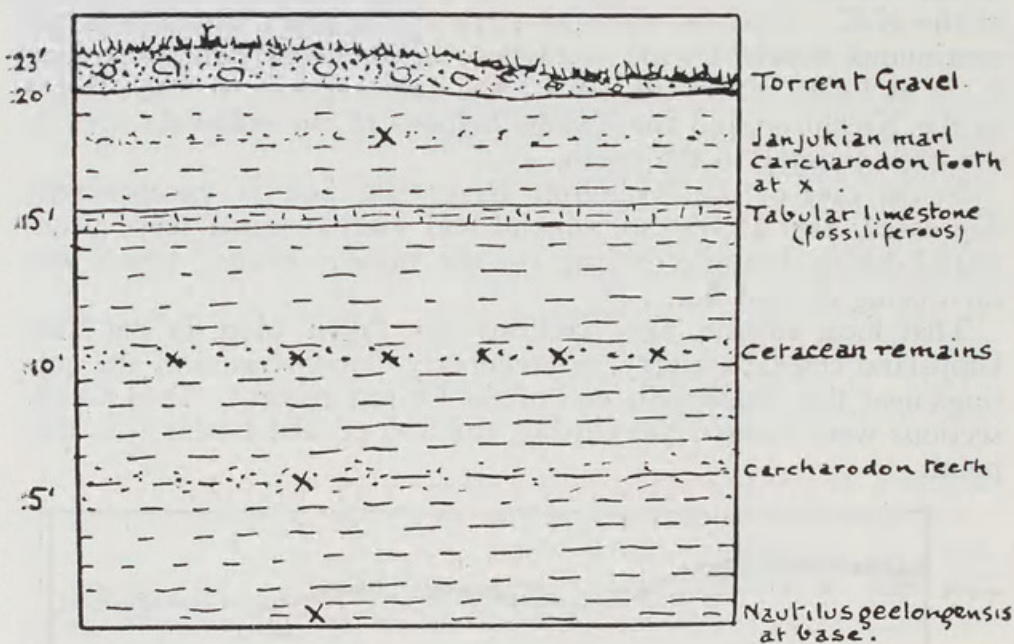 23'
20'
Torrent Gravel.
Janjukian marl
carcharodon tooth
at x
15'
Tabular limestone
(fossiliferous)
10'
Cetacean remains
carcharodon teeth
5'
Nautilus geelongensis
at base.